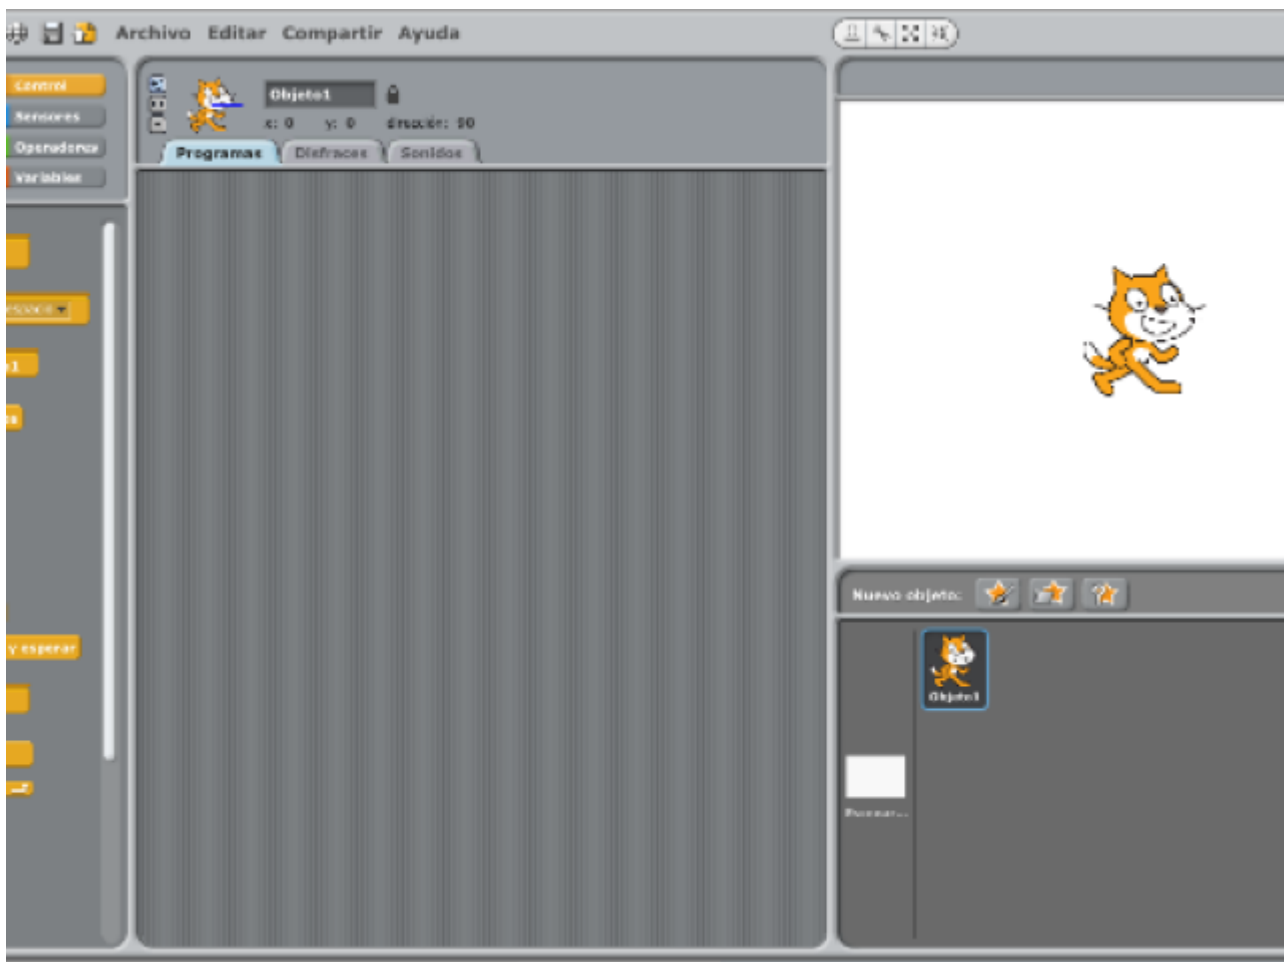 Archivo Editar Compartir Ayuda
Control
Sensores
Operadores
Variables
Objeto1
x: 0 y: 0 dirección: 90
Programas Disfraces Sonidos
espacio
y esperar
Nuevo objeto:
Objeto1